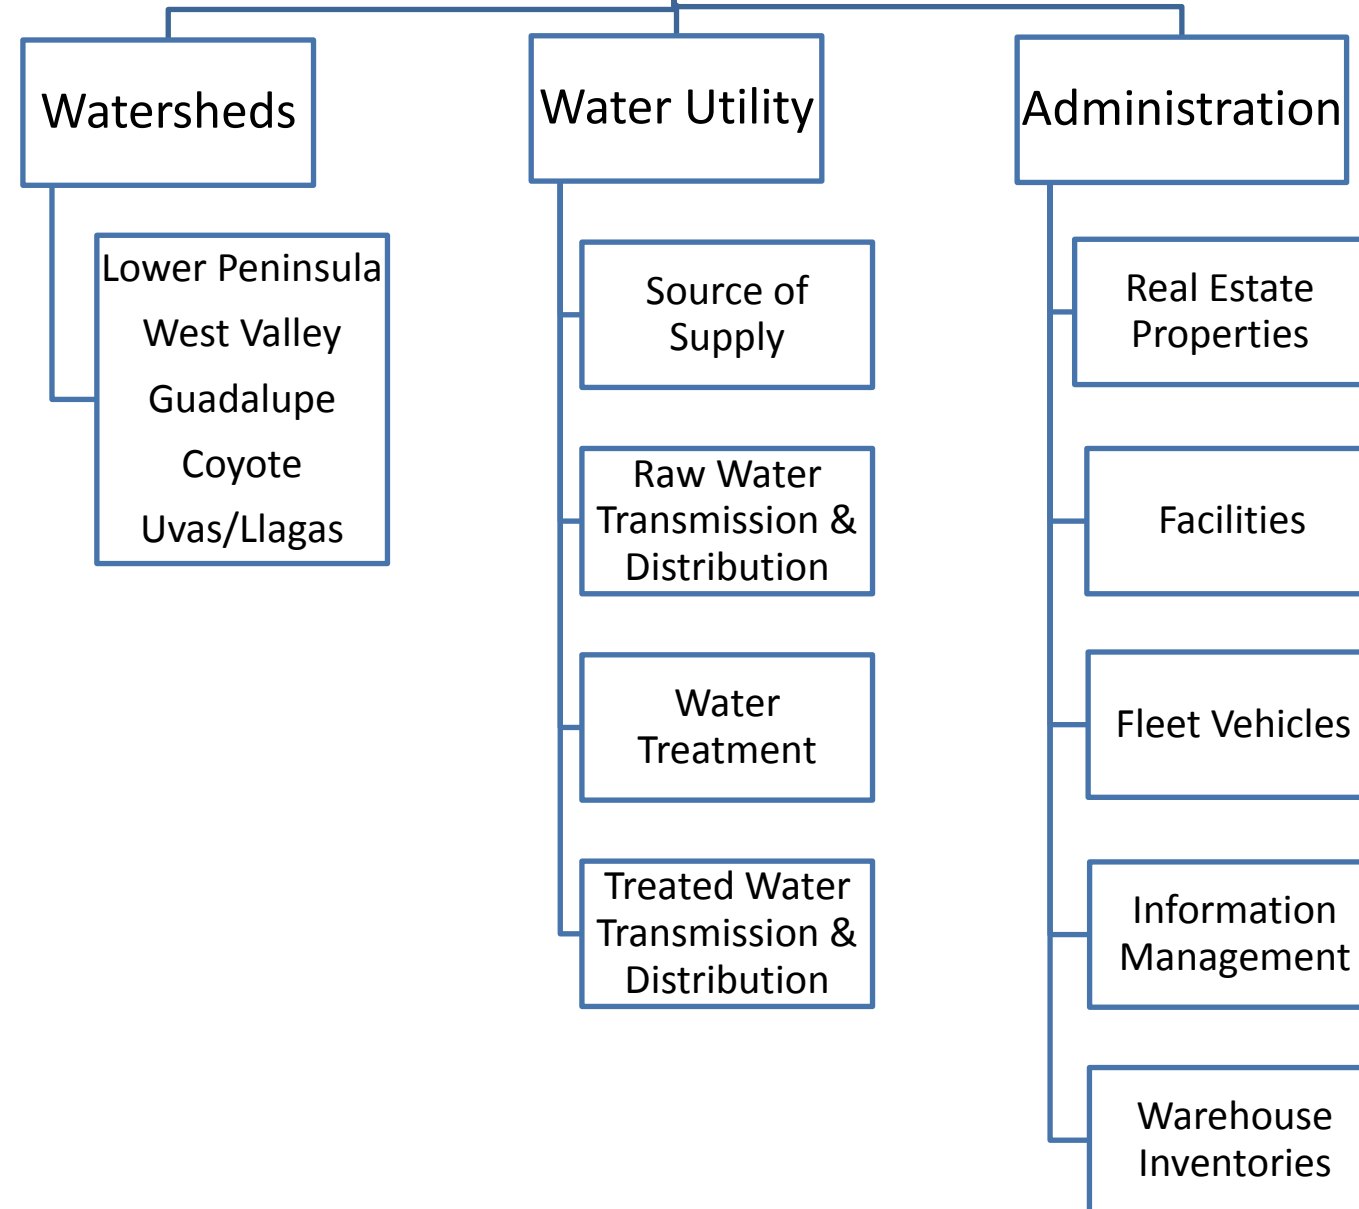 Watersheds
Lower Peninsula
West Valley
Guadalupe
Coyote
Uvas/Llagas
Water Utility
Source of
Supply
Raw Water
Transmission &
Distribution
Water
Treatment
Treated Water
Transmission &
Distribution
Administration
Real Estate
Properties
Facilities
Fleet Vehicles
Information
Management
Warehouse
Inventories